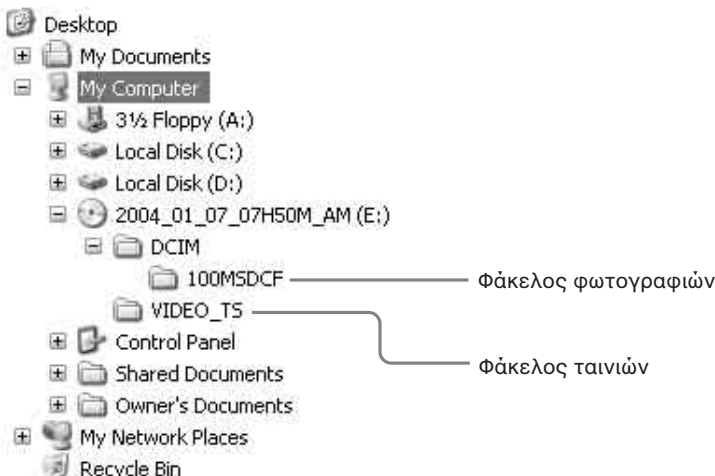 Desktop
My Documents
My Computer
3½ Floppy (A:)
Local Disk (C:)
Local Disk (D:)
2004_01_07_07H50M_AM (E:)
DCIM
100MSDCF
Φάκελος φωτογραφιών
VIDEO_TS
Control Panel
Φάκελος ταινιών
Shared Documents
Owner's Documents
My Network Places
Recycle Bin